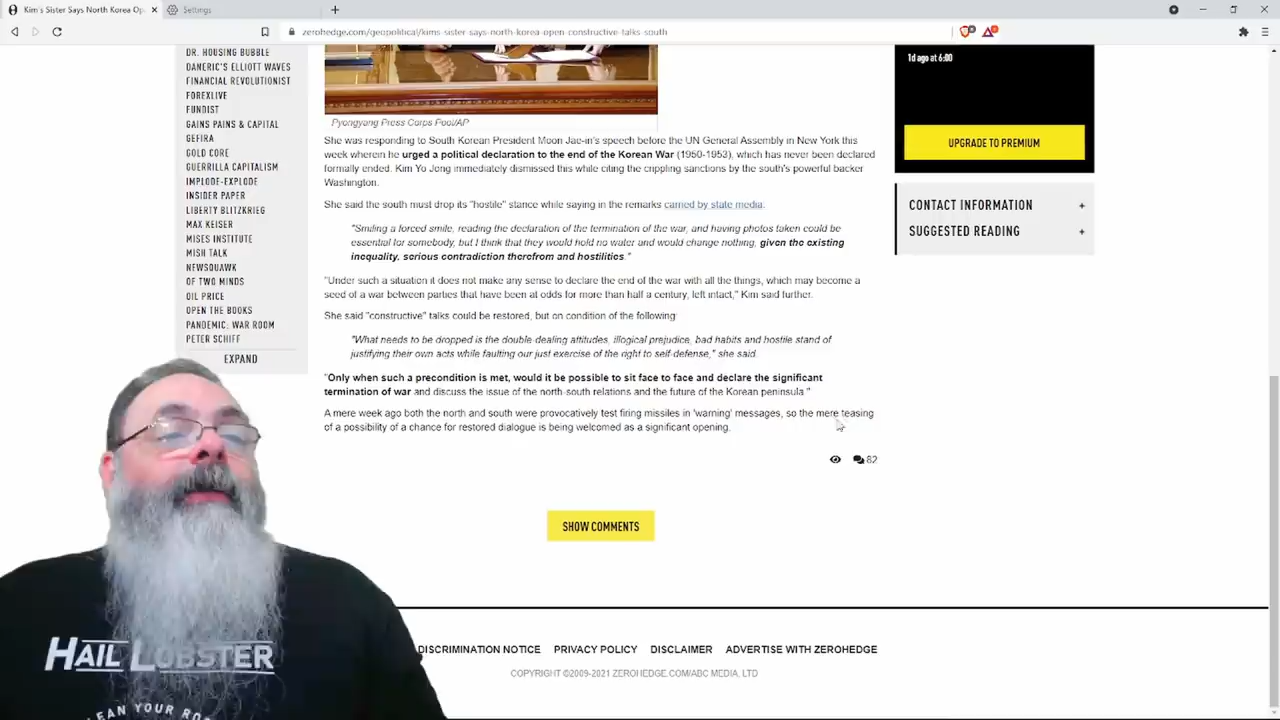 Kim's Sister Says North Korea Op
Settings
zerohedge.com/geopolitical/kims-sister-says-north-korea-open-constructive-talks-south
DR. HOUSING BUBBLE
DANERIC'S ELLIOTT WAVES
FINANCIAL REVOLUTIONIST
FOREXLIVE
FUNDIST
GAINS PAINS & CAPITAL
GEFIRA
GOLD CORE
GUERRILLA CAPITALISM
IMPLODE-EXPLODE
INSIDER PAPER
LIBERTY BLITZKRIEG
MAX KEISER
MISES INSTITUTE
MISH TALK
NEWSQUAWK
OF TWO MINDS
OIL PRICE
OPEN THE BOOKS
PANDEMIC: WAR ROOM
PETER SCHIFF
EXPAND
Pyongyang Press Corps Pool/AP
She was responding to South Korean President Moon Jae-in's speech before the UN General Assembly in New York this
week wherein he urged a political declaration to the end of the Korean War (1950-1953), which has never been declared
formally ended. Kim Yo Jong immediately dismissed this while citing the crippling sanctions by the south's powerful backer
Washington.
She said the south must drop its "hostile" stance while saying in the remarks carried by state media:
"Smiling a forced smile, reading the declaration of the termination of the war, and having photos taken could be
essential for somebody, but I think that they would hold no water and would change nothing, given the existing
inequality, serious contradiction therefrom and hostilities."
"Under such a situation it does not make any sense to declare the end of the war with all the things, which may become a
seed of a war between parties that have been at odds for more than half a century, left intact," Kim said further.
She said "constructive" talks could be restored, but on condition of the following:
"What needs to be dropped is the double-dealing attitudes, illogical prejudice, bad habits and hostile stand of
justifying their own acts while faulting our just exercise of the right to self-defense," she said.
"Only when such a precondition is met, would it be possible to sit face to face and declare the significant
termination of war and discuss the issue of the north-south relations and the future of the Korean peninsula."
A mere week ago both the north and south were provocatively test firing missiles in 'warning' messages, so the mere teasing
of a possibility of a chance for restored dialogue is being welcomed as a significant opening.
82
SHOW COMMENTS
1d ago at 6:00
UPGRADE TO PREMIUM
CONTACT INFORMATION +
SUGGESTED READING +
DISCRIMINATION NOTICE PRIVACY POLICY DISCLAIMER ADVERTISE WITH ZEROHEDGE
COPYRIGHT ©2009-2021 ZEROHEDGE.COM/ABC MEDIA, LTD
HAIL LOBSTER